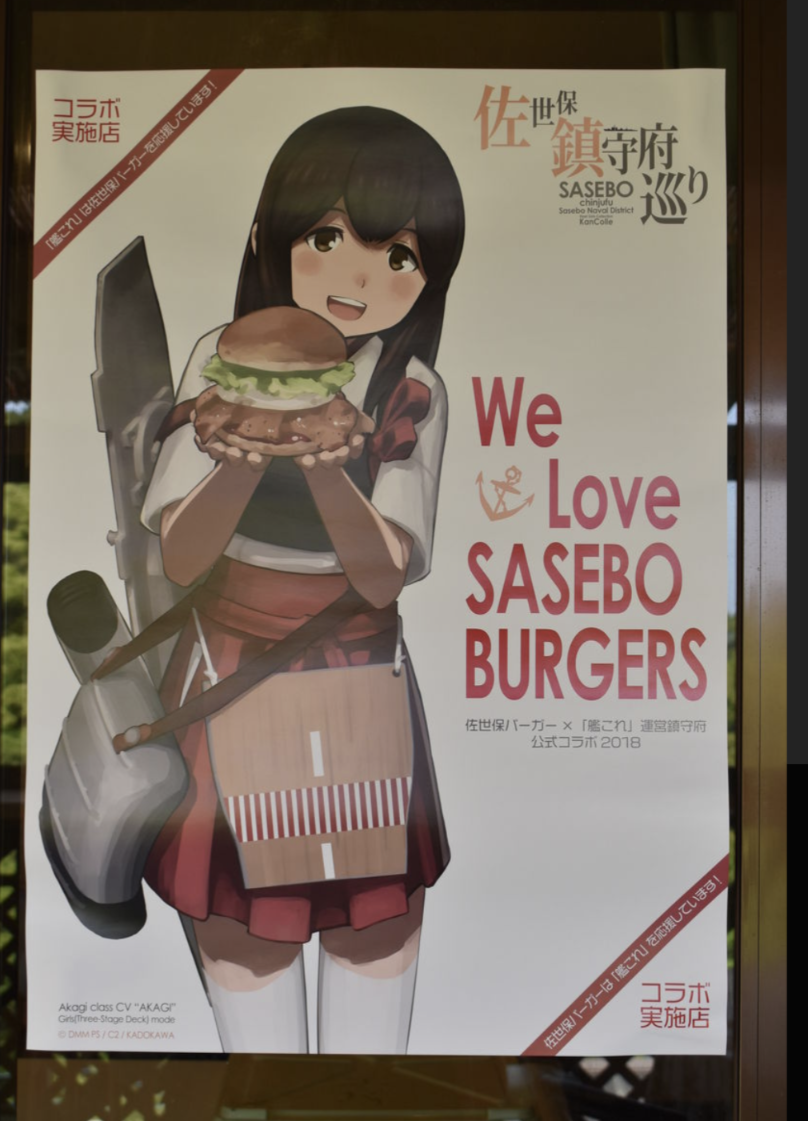 コラボ
実施店
「艦これ」は佐世保バーガーを応援しています!
佐世保
鎮守府
巡り
SASEBO
chinjufu
Sasebo Naval District
KanColle
We
Love
SASEBO
BURGERS
佐世保バーガー × 「艦これ」運営鎮守府
公式コラボ 2018
佐世保バーガーは「艦これ」を応援しています!
コラボ
実施店
Akagi class CV "AKAGI"
Girls(Three-Stage Deck) mode
© DMM PS / C2 / KADOKAWA